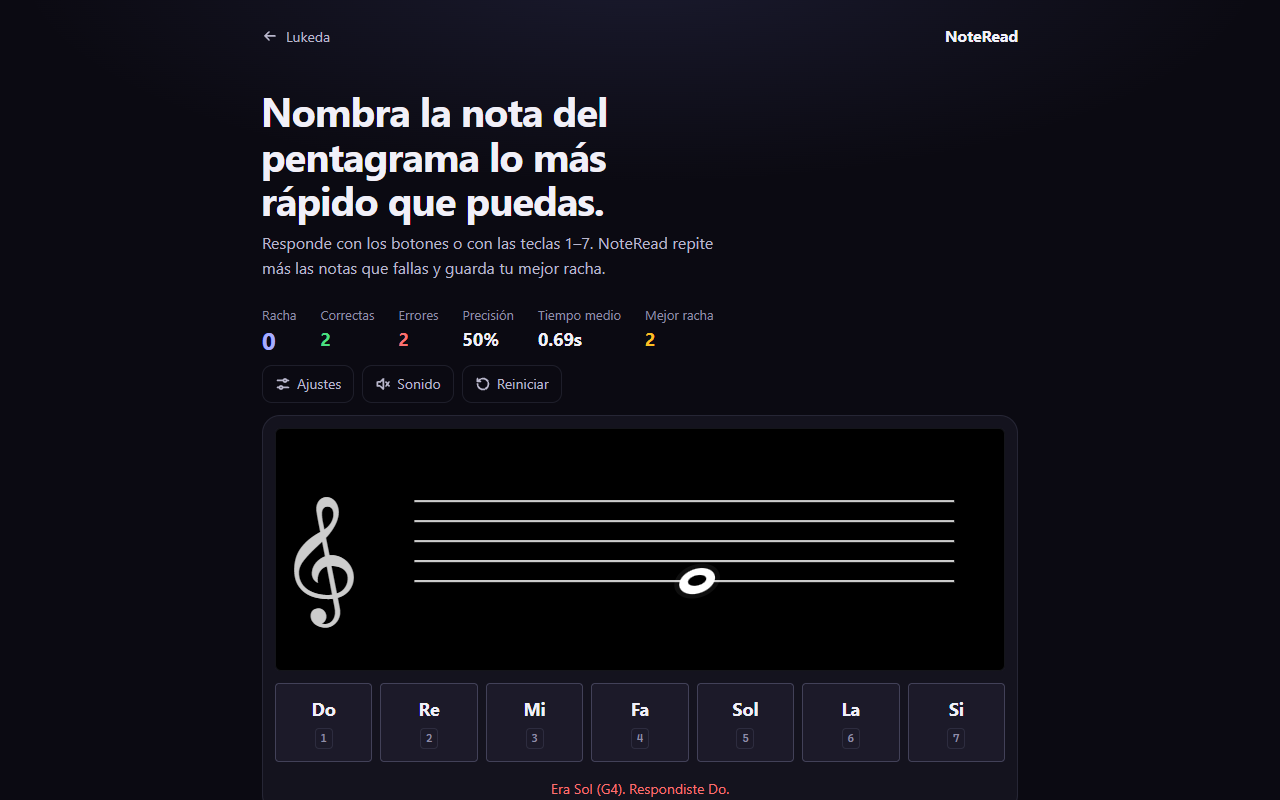 Lukeda
NoteRead
Nombra la nota del
pentagrama lo más
rápido que puedas.
Responde con los botones o con las teclas 1–7. NoteRead repite
más las notas que fallas y guarda tu mejor racha.
Racha Correctas Errores Precisión Tiempo medio Mejor racha
0 2 2 50% 0.69s 2
Ajustes Sonido Reiniciar
Do Re Mi Fa Sol La Si
1 2 3 4 5 6 7
Era Sol (G4). Respondiste Do.